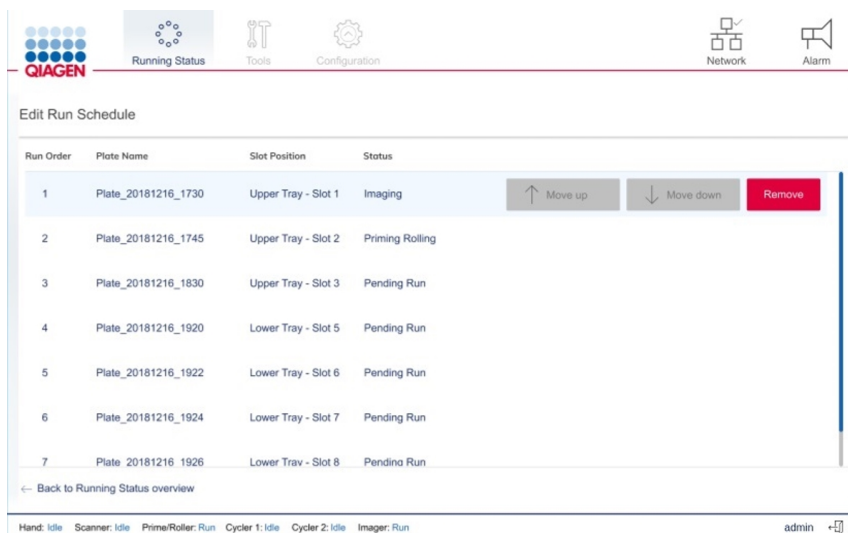 QIAGEN
Running Status Tools Configuration Network Alarm
Edit Run Schedule
Run Order Plate Name Slot Position Status
1 Plate_20181216_1730 Upper Tray - Slot 1 Imaging Move up Move down Remove
2 Plate_20181216_1745 Upper Tray - Slot 2 Priming Rolling
3 Plate_20181216_1830 Upper Tray - Slot 3 Pending Run
4 Plate_20181216_1920 Lower Tray - Slot 5 Pending Run
5 Plate_20181216_1922 Lower Tray - Slot 6 Pending Run
6 Plate_20181216_1924 Lower Tray - Slot 7 Pending Run
7 Plate_20181216_1926 Lower Tray - Slot 8 Pending Run
Back to Running Status overview
Hand: Idle Scanner: Idle Prime/Roller: Run Cycler 1: Idle Cycler 2: Idle Imager: Run admin